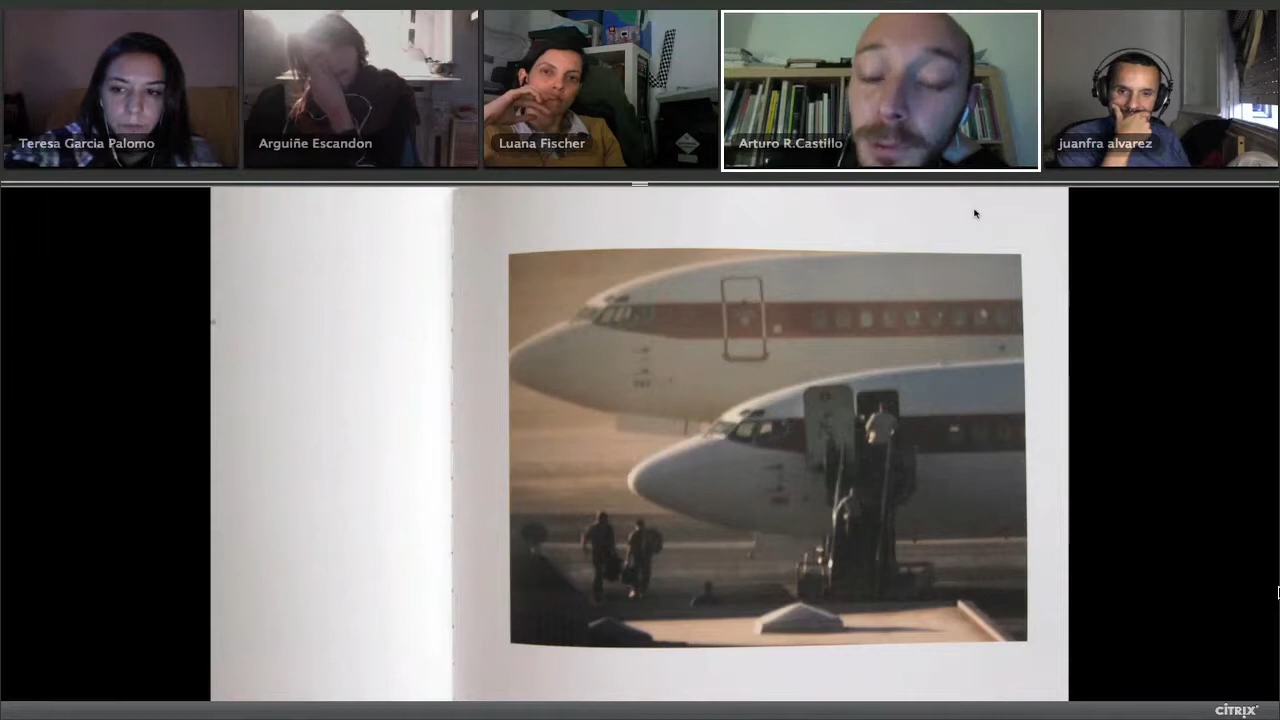 Teresa Garcia Palomo
Arguiñe Escandon
Luana Fischer
Arturo R.Castillo
juanfra alvarez
CITRIX